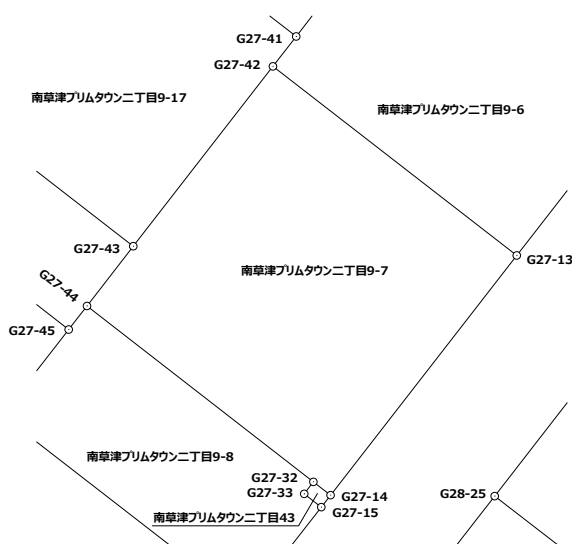 G27-41
G27-42
南草津プリムタウン二丁目9-17
南草津プリムタウン二丁目9-6
G27-43
G27-13
南草津プリムタウン二丁目9-7
G27-44
G27-45
南草津プリムタウン二丁目9-8
G27-32
G27-33
G27-14
G28-25
G27-15
南草津プリムタウン二丁目43